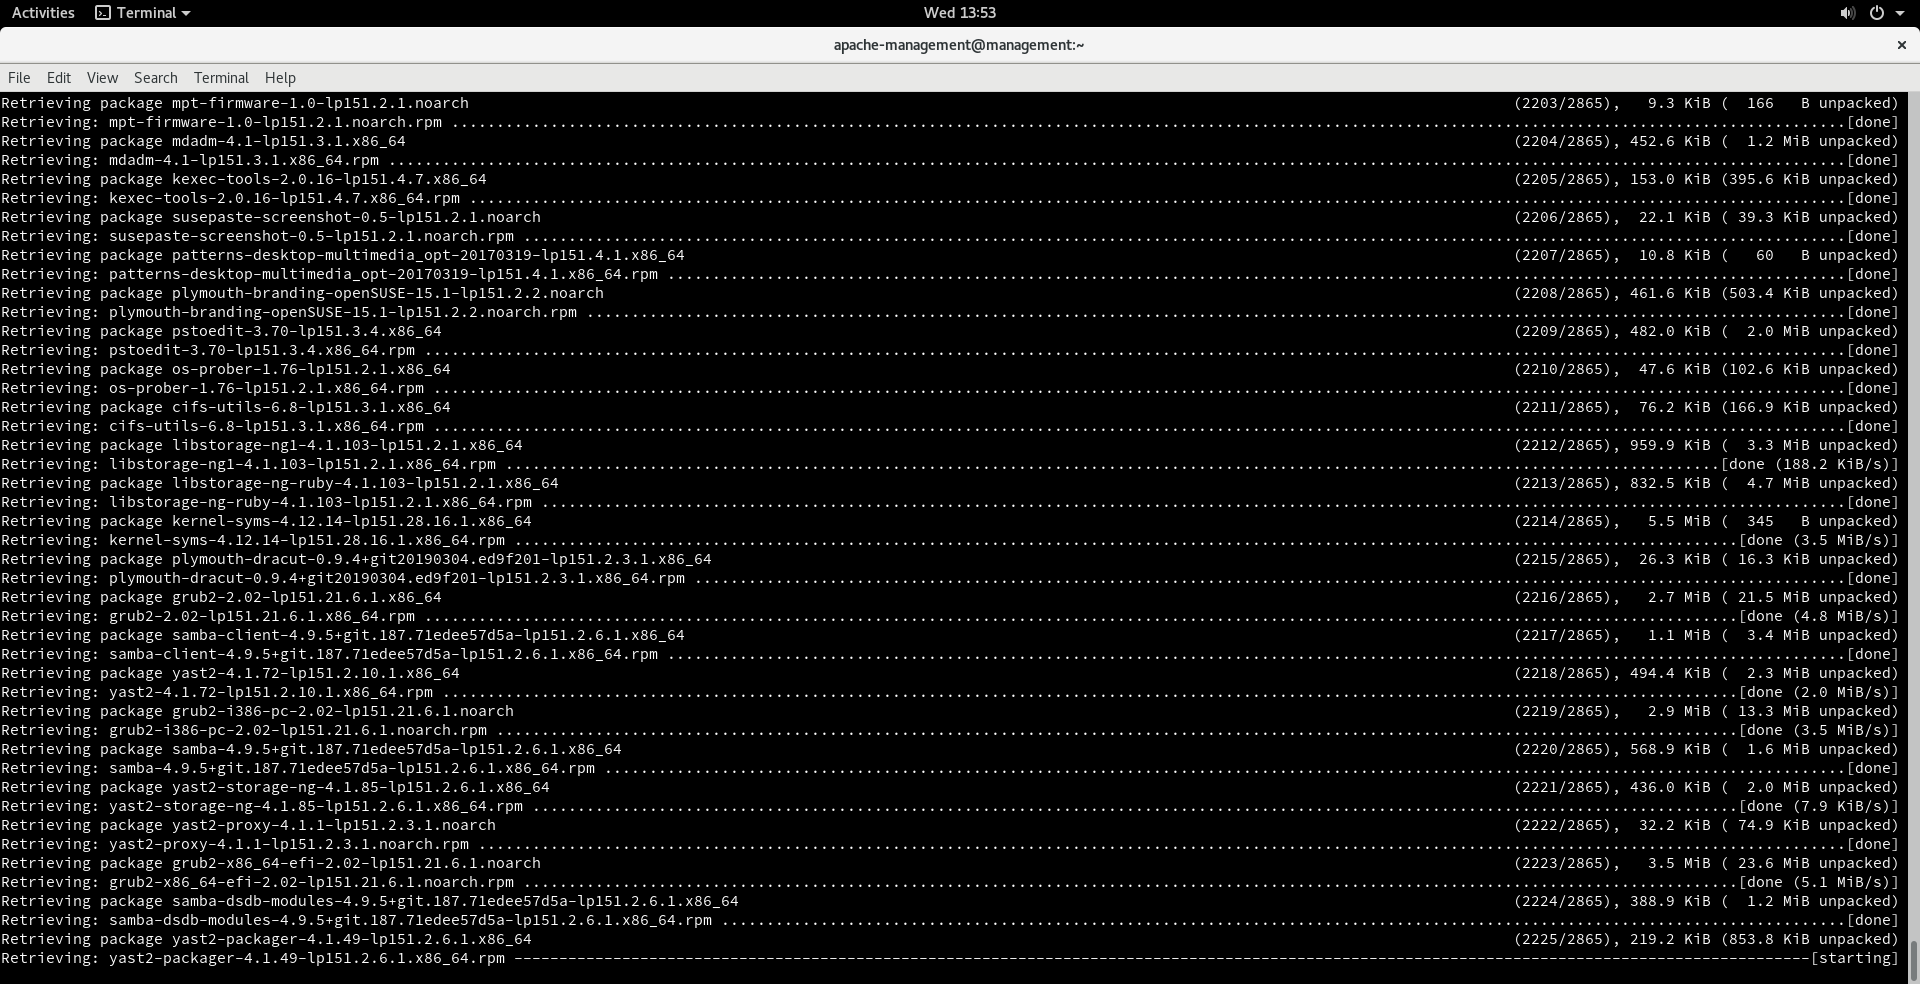 Activities Terminal Wed 13:53
apache-management@management:~ ×
File Edit View Search Terminal Help
Retrieving package mpt-firmware-1.0-lp151.2.1.noarch (2203/2865),   9.3 KiB (  166   B unpacked)
Retrieving: mpt-firmware-1.0-lp151.2.1.noarch.rpm ..........[done]
Retrieving package mdadm-4.1-lp151.3.1.x86_64 (2204/2865), 452.6 KiB (  1.2 MiB unpacked)
Retrieving: mdadm-4.1-lp151.3.1.x86_64.rpm ..........[done]
Retrieving package kexec-tools-2.0.16-lp151.4.7.x86_64 (2205/2865), 153.0 KiB (395.6 KiB unpacked)
Retrieving: kexec-tools-2.0.16-lp151.4.7.x86_64.rpm ..........[done]
Retrieving package susepaste-screenshot-0.5-lp151.2.1.noarch (2206/2865),  22.1 KiB ( 39.3 KiB unpacked)
Retrieving: susepaste-screenshot-0.5-lp151.2.1.noarch.rpm ..........[done]
Retrieving package patterns-desktop-multimedia_opt-20170319-lp151.4.1.x86_64 (2207/2865),  10.8 KiB (   60   B unpacked)
Retrieving: patterns-desktop-multimedia_opt-20170319-lp151.4.1.x86_64.rpm ..........[done]
Retrieving package plymouth-branding-openSUSE-15.1-lp151.2.2.noarch (2208/2865), 461.6 KiB (503.4 KiB unpacked)
Retrieving: plymouth-branding-openSUSE-15.1-lp151.2.2.noarch.rpm ..........[done]
Retrieving package pstoedit-3.70-lp151.3.4.x86_64 (2209/2865), 482.0 KiB (  2.0 MiB unpacked)
Retrieving: pstoedit-3.70-lp151.3.4.x86_64.rpm ..........[done]
Retrieving package os-prober-1.76-lp151.2.1.x86_64 (2210/2865),  47.6 KiB (102.6 KiB unpacked)
Retrieving: os-prober-1.76-lp151.2.1.x86_64.rpm ..........[done]
Retrieving package cifs-utils-6.8-lp151.3.1.x86_64 (2211/2865),  76.2 KiB (166.9 KiB unpacked)
Retrieving: cifs-utils-6.8-lp151.3.1.x86_64.rpm ..........[done]
Retrieving package libstorage-ng1-4.1.103-lp151.2.1.x86_64 (2212/2865), 959.9 KiB (  3.3 MiB unpacked)
Retrieving: libstorage-ng1-4.1.103-lp151.2.1.x86_64.rpm ..........[done (188.2 KiB/s)]
Retrieving package libstorage-ng-ruby-4.1.103-lp151.2.1.x86_64 (2213/2865), 832.5 KiB (  4.7 MiB unpacked)
Retrieving: libstorage-ng-ruby-4.1.103-lp151.2.1.x86_64.rpm ..........[done]
Retrieving package kernel-syms-4.12.14-lp151.28.16.1.x86_64 (2214/2865),   5.5 MiB (  345   B unpacked)
Retrieving: kernel-syms-4.12.14-lp151.28.16.1.x86_64.rpm ..........[done (3.5 MiB/s)]
Retrieving package plymouth-dracut-0.9.4+git20190304.ed9f201-lp151.2.3.1.x86_64 (2215/2865),  26.3 KiB ( 16.3 KiB unpacked)
Retrieving: plymouth-dracut-0.9.4+git20190304.ed9f201-lp151.2.3.1.x86_64.rpm ..........[done]
Retrieving package grub2-2.02-lp151.21.6.1.x86_64 (2216/2865),   2.7 MiB ( 21.5 MiB unpacked)
Retrieving: grub2-2.02-lp151.21.6.1.x86_64.rpm ..........[done (4.8 MiB/s)]
Retrieving package samba-client-4.9.5+git.187.71edee57d5a-lp151.2.6.1.x86_64 (2217/2865),   1.1 MiB (  3.4 MiB unpacked)
Retrieving: samba-client-4.9.5+git.187.71edee57d5a-lp151.2.6.1.x86_64.rpm ..........[done]
Retrieving package yast2-4.1.72-lp151.2.10.1.x86_64 (2218/2865), 494.4 KiB (  2.3 MiB unpacked)
Retrieving: yast2-4.1.72-lp151.2.10.1.x86_64.rpm ..........[done (2.0 MiB/s)]
Retrieving package grub2-i386-pc-2.02-lp151.21.6.1.noarch (2219/2865),   2.9 MiB ( 13.3 MiB unpacked)
Retrieving: grub2-i386-pc-2.02-lp151.21.6.1.noarch.rpm ..........[done (3.5 MiB/s)]
Retrieving package samba-4.9.5+git.187.71edee57d5a-lp151.2.6.1.x86_64 (2220/2865), 568.9 KiB (  1.6 MiB unpacked)
Retrieving: samba-4.9.5+git.187.71edee57d5a-lp151.2.6.1.x86_64.rpm ..........[done]
Retrieving package yast2-storage-ng-4.1.85-lp151.2.6.1.x86_64 (2221/2865), 436.0 KiB (  2.0 MiB unpacked)
Retrieving: yast2-storage-ng-4.1.85-lp151.2.6.1.x86_64.rpm ..........[done (7.9 KiB/s)]
Retrieving package yast2-proxy-4.1.1-lp151.2.3.1.noarch (2222/2865),  32.2 KiB ( 74.9 KiB unpacked)
Retrieving: yast2-proxy-4.1.1-lp151.2.3.1.noarch.rpm ..........[done]
Retrieving package grub2-x86_64-efi-2.02-lp151.21.6.1.noarch (2223/2865),   3.5 MiB ( 23.6 MiB unpacked)
Retrieving: grub2-x86_64-efi-2.02-lp151.21.6.1.noarch.rpm ..........[done (5.1 MiB/s)]
Retrieving package samba-dsdb-modules-4.9.5+git.187.71edee57d5a-lp151.2.6.1.x86_64 (2224/2865), 388.9 KiB (  1.2 MiB unpacked)
Retrieving: samba-dsdb-modules-4.9.5+git.187.71edee57d5a-lp151.2.6.1.x86_64.rpm ..........[done]
Retrieving package yast2-packager-4.1.49-lp151.2.6.1.x86_64 (2225/2865), 219.2 KiB (853.8 KiB unpacked)
Retrieving: yast2-packager-4.1.49-lp151.2.6.1.x86_64.rpm ----------[starting]